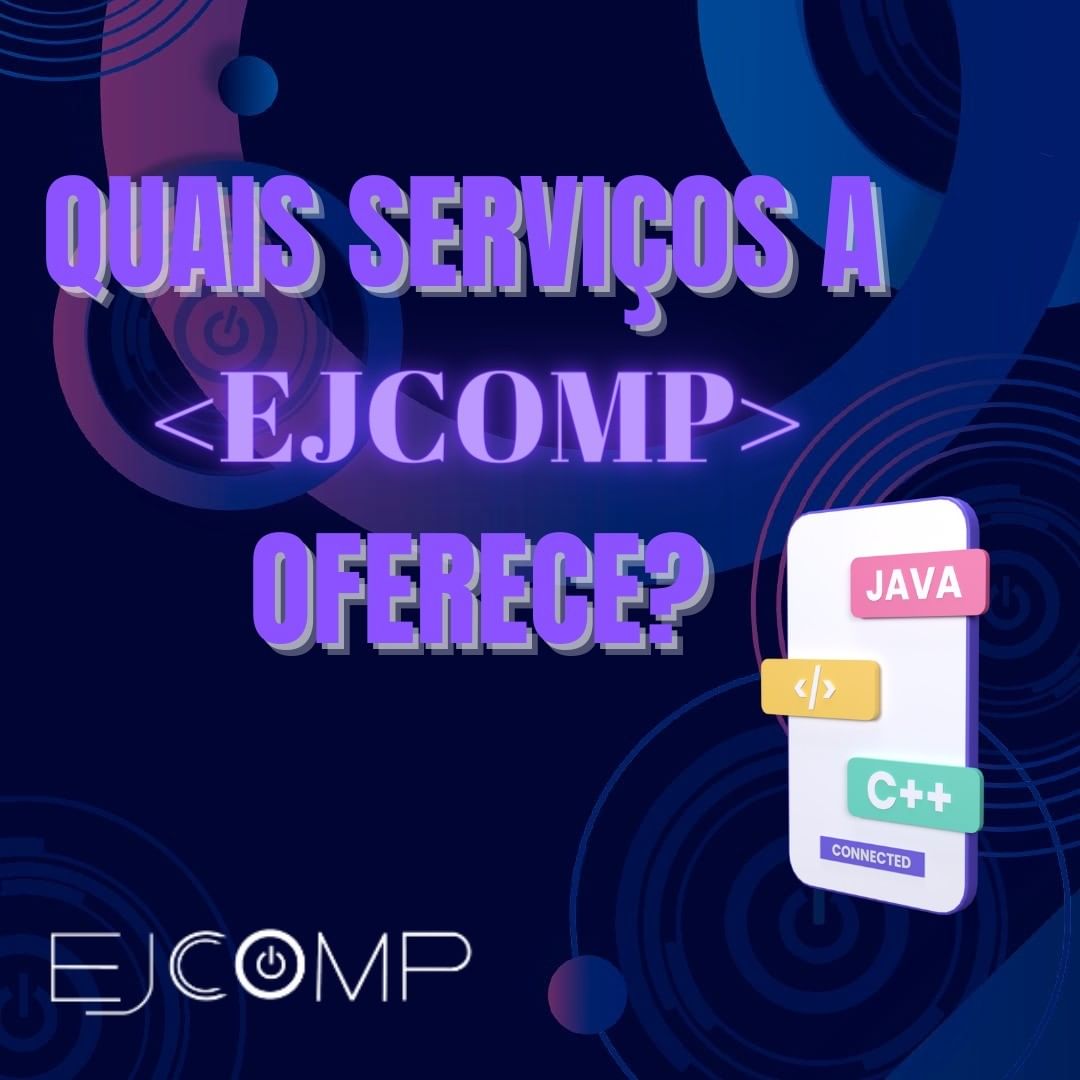 QUAIS SERVIÇOS A
<EJCOMP>
OFERECE?
JAVA
</>
C++
CONNECTED
EJCOMP